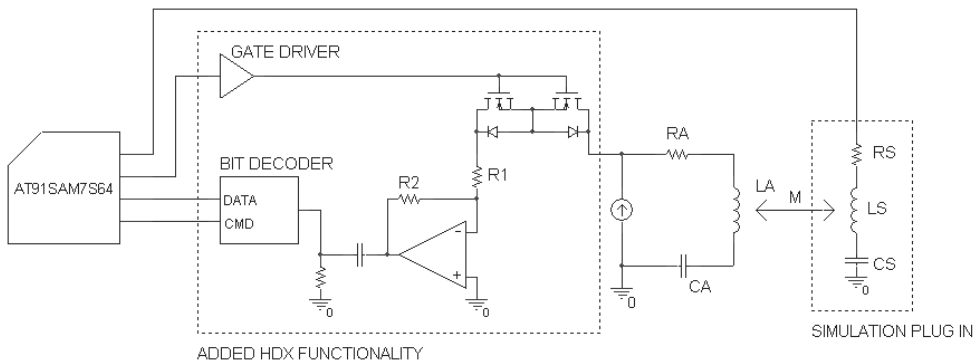 GATE DRIVER
RA
RS
BIT DECODER
R2
R1
AT91SAM7S64
DATA
CMD
LA
M
LS
-
+
CA
CS
0
0
0
0
SIMULATION PLUG IN
ADDED HDX FUNCTIONALITY